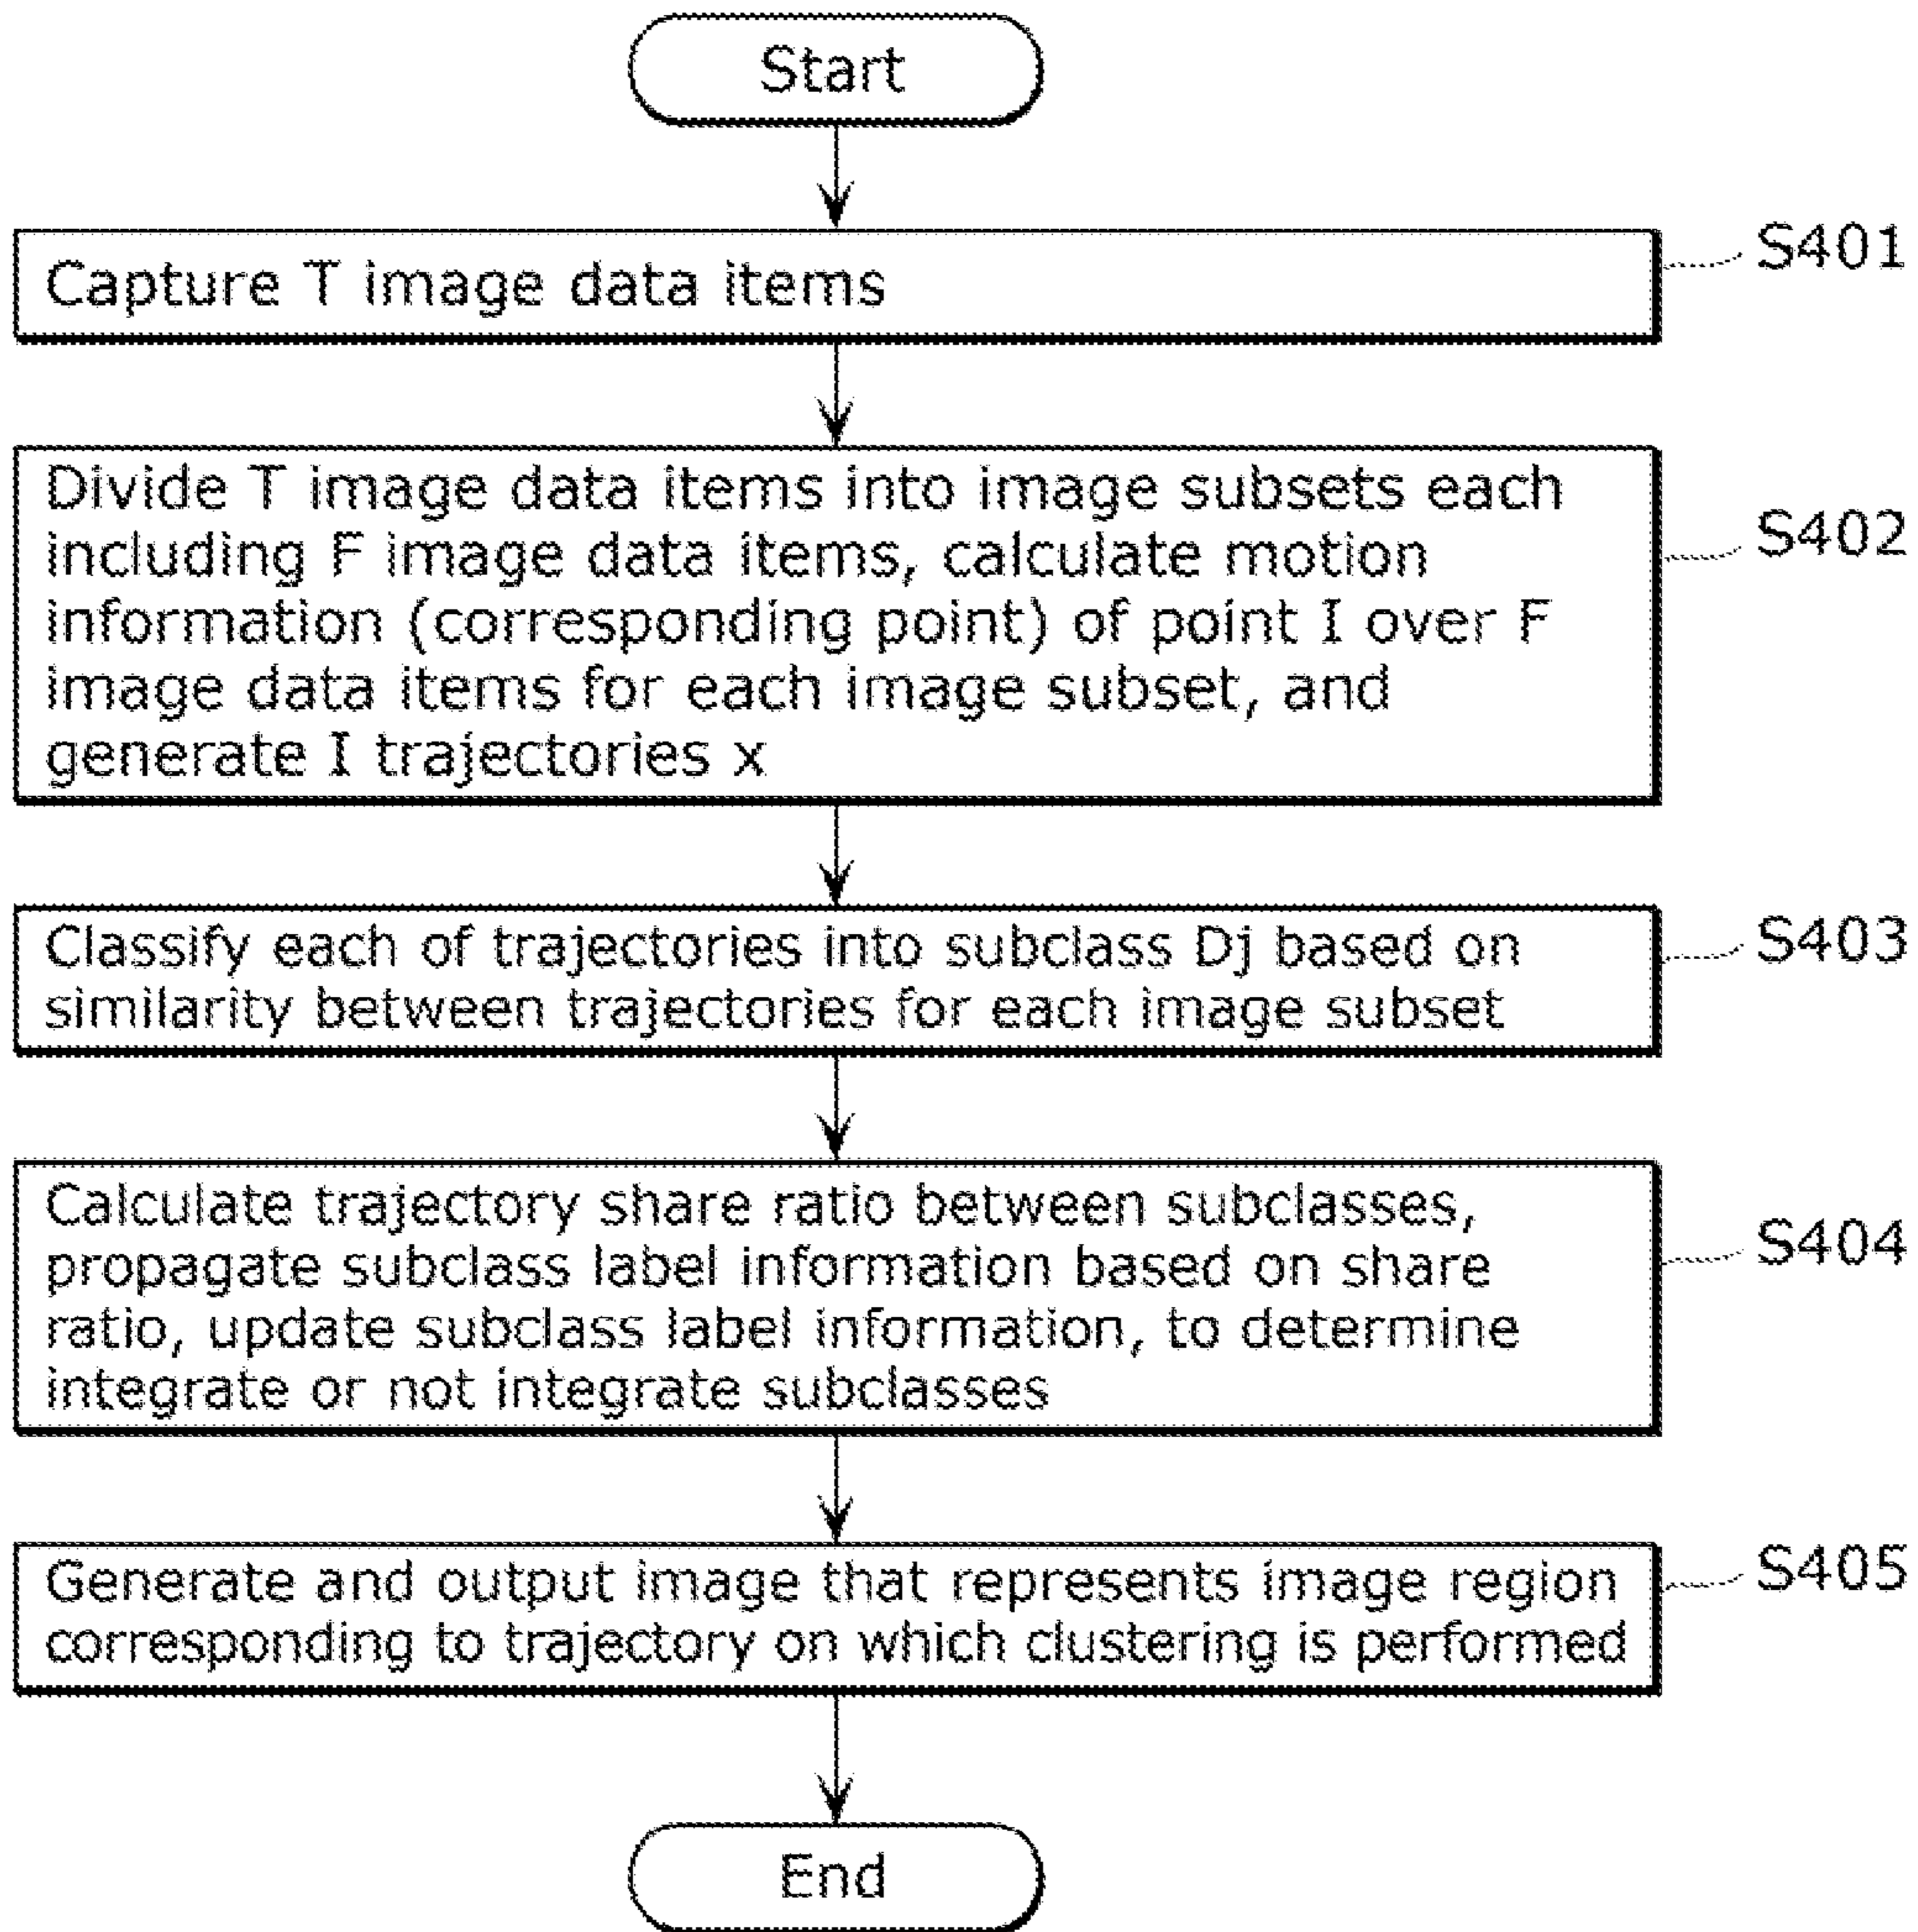 Start
Capture T image data items
S401
Divide T image data items into image subsets each
including F image data items, calculate motion
information (corresponding point) of point I over F
image data items for each image subset, and
generate I trajectories x
S402
Classify each of trajectories into subclass Dj based on
similarity between trajectories for each image subset
S403
Calculate trajectory share ratio between subclasses,
propagate subclass label information based on share
ratio, update subclass label information, to determine
integrate or not integrate subclasses
S404
Generate and output image that represents image region
corresponding to trajectory on which clustering is performed
S405
End